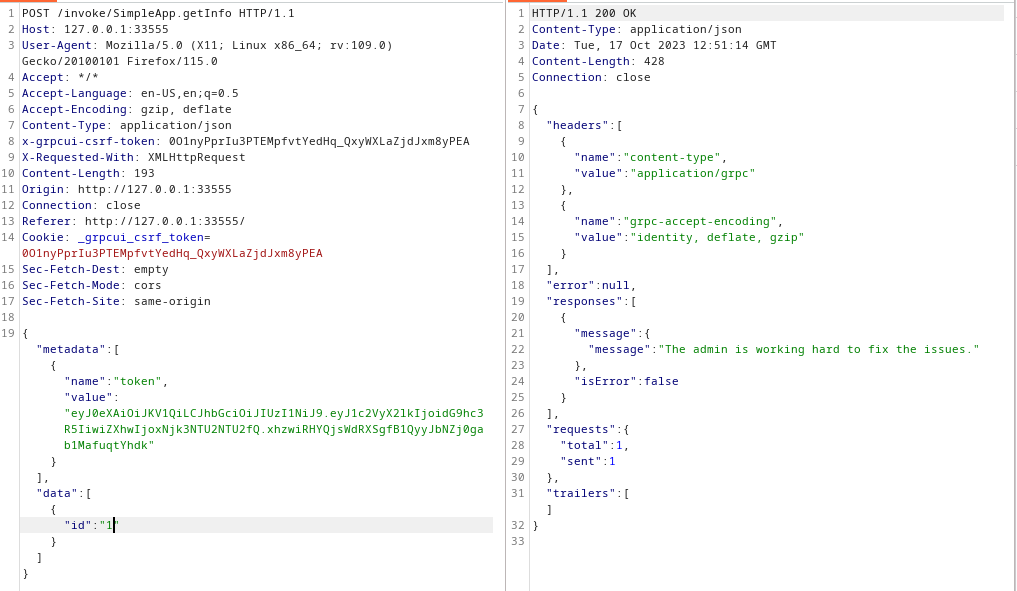 1 POST /invoke/SimpleApp.getInfo HTTP/1.1
2 Host: 127.0.0.1:33555
3 User-Agent: Mozilla/5.0 (X11; Linux x86_64; rv:109.0)
Gecko/20100101 Firefox/115.0
4 Accept: */*
5 Accept-Language: en-US,en;q=0.5
6 Accept-Encoding: gzip, deflate
7 Content-Type: application/json
8 x-grpcui-csrf-token: 0O1nyPprIu3PTEMpfvtYedHq_QxyWXLaZjdJxm8yPEA
9 X-Requested-With: XMLHttpRequest
10 Content-Length: 193
11 Origin: http://127.0.0.1:33555
12 Connection: close
13 Referer: http://127.0.0.1:33555/
14 Cookie: _grpcui_csrf_token=
0O1nyPprIu3PTEMpfvtYedHq_QxyWXLaZjdJxm8yPEA
15 Sec-Fetch-Dest: empty
16 Sec-Fetch-Mode: cors
17 Sec-Fetch-Site: same-origin
18
19 {
"metadata":[
{
"name":"token",
"value":
"eyJ0eXAiOiJKV1QiLCJhbGciOiJIUzI1NiJ9.eyJ1c2VyX2lkIjoidG9hc3
R5IiwiZXhwIjoxNjk3NTU2NTU2fQ.xhzwiRHYQjsWdRXSgfB1QyyJbNZj0ga
b1MafuqtYhdk"
}
],
"data":[
{
"id":"1"
}
]
}
1 HTTP/1.1 200 OK
2 Content-Type: application/json
3 Date: Tue, 17 Oct 2023 12:51:14 GMT
4 Content-Length: 428
5 Connection: close
6
7 {
8 "headers":[
9 {
10 "name":"content-type",
11 "value":"application/grpc"
12 },
13 {
14 "name":"grpc-accept-encoding",
15 "value":"identity, deflate, gzip"
16 }
17 ],
18 "error":null,
19 "responses":[
20 {
21 "message":{
22 "message":"The admin is working hard to fix the issues."
23 },
24 "isError":false
25 }
26 ],
27 "requests":{
28 "total":1,
29 "sent":1
30 },
31 "trailers":[
]
32 }
33